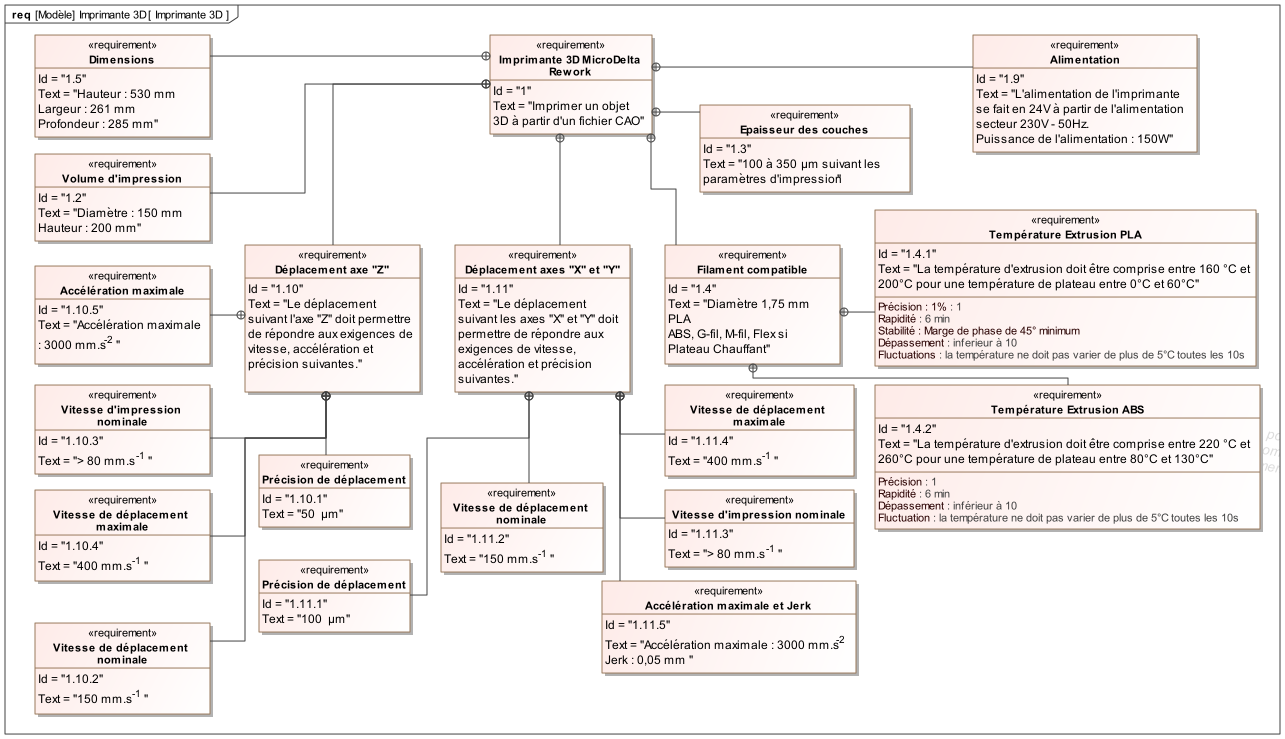 req [Modèle] Imprimante 3D [ Imprimante 3D ]
«requirement»
Dimensions
Id = "1.5"
Text = "Hauteur : 530 mm
Largeur : 261 mm
Profondeur : 285 mm"
«requirement»
Imprimante 3D MicroDelta
Rework
Id = "1"
Text = "Imprimer un objet
3D à partir d'un fichier CAO"
«requirement»
Alimentation
Id = "1.9"
Text = "L'alimentation de l'imprimante
se fait en 24V à partir de l'alimentation
secteur 230V - 50Hz.
Puissance de l'alimentation : 150W"
«requirement»
Epaisseur des couches
Id = "1.3"
Text = "100 à 350 µm suivant les
paramètres d'impression"
«requirement»
Volume d'impression
Id = "1.2"
Text = "Diamètre : 150 mm
Hauteur : 200 mm"
«requirement»
Déplacement axe "Z"
Id = "1.10"
Text = "Le déplacement
suivant l'axe "Z" doit permettre
de répondre aux exigences de
vitesse, accélération et
précision suivantes."
«requirement»
Déplacement axes "X" et "Y"
Id = "1.11"
Text = "Le déplacement
suivant les axes "X" et "Y" doit
permettre de répondre aux
exigences de vitesse,
accélération et précision
suivantes."
«requirement»
Filament compatible
Id = "1.4"
Text = "Diamètre 1,75 mm
PLA
ABS, G-fil, M-fil, Flex si
Plateau Chauffant"
«requirement»
Température Extrusion PLA
Id = "1.4.1"
Text = "La température d'extrusion doit être comprise entre 160 °C et
200°C pour une température de plateau entre 0°C et 60°C"
Précision : 1% : 1
Rapidité : 6 min
Stabilité : Marge de phase de 45° minimum
Dépassement : inferieur à 10
Fluctuations : la température ne doit pas varier de plus de 5°C toutes les 10s
«requirement»
Accélération maximale
Id = "1.10.5"
Text = "Accélération maximale
: 3000 mm.s-2 "
«requirement»
Vitesse d'impression
nominale
Id = "1.10.3"
Text = "> 80 mm.s-1 "
«requirement»
Vitesse de déplacement
maximale
Id = "1.11.4"
Text = "400 mm.s-1 "
«requirement»
Température Extrusion ABS
Id = "1.4.2"
Text = "La température d'extrusion doit être comprise entre 220 °C et
260°C pour une température de plateau entre 80°C et 130°C"
Précision : 1
Rapidité : 6 min
Dépassement : inférieur à 10
Fluctuation : la température ne doit pas varier de plus de 5°C toutes les 10s
«requirement»
Précision de déplacement
Id = "1.10.1"
Text = "50 µm"
«requirement»
Vitesse de déplacement
maximale
Id = "1.10.4"
Text = "400 mm.s-1 "
«requirement»
Vitesse de déplacement
nominale
Id = "1.11.2"
Text = "150 mm.s-1 "
«requirement»
Vitesse d'impression nominale
Id = "1.11.3"
Text = "> 80 mm.s-1 "
«requirement»
Précision de déplacement
Id = "1.11.1"
Text = "100 µm"
«requirement»
Accélération maximale et Jerk
Id = "1.11.5"
Text = "Accélération maximale : 3000 mm.s-2
Jerk : 0,05 mm "
«requirement»
Vitesse de déplacement
nominale
Id = "1.10.2"
Text = "150 mm.s-1 "